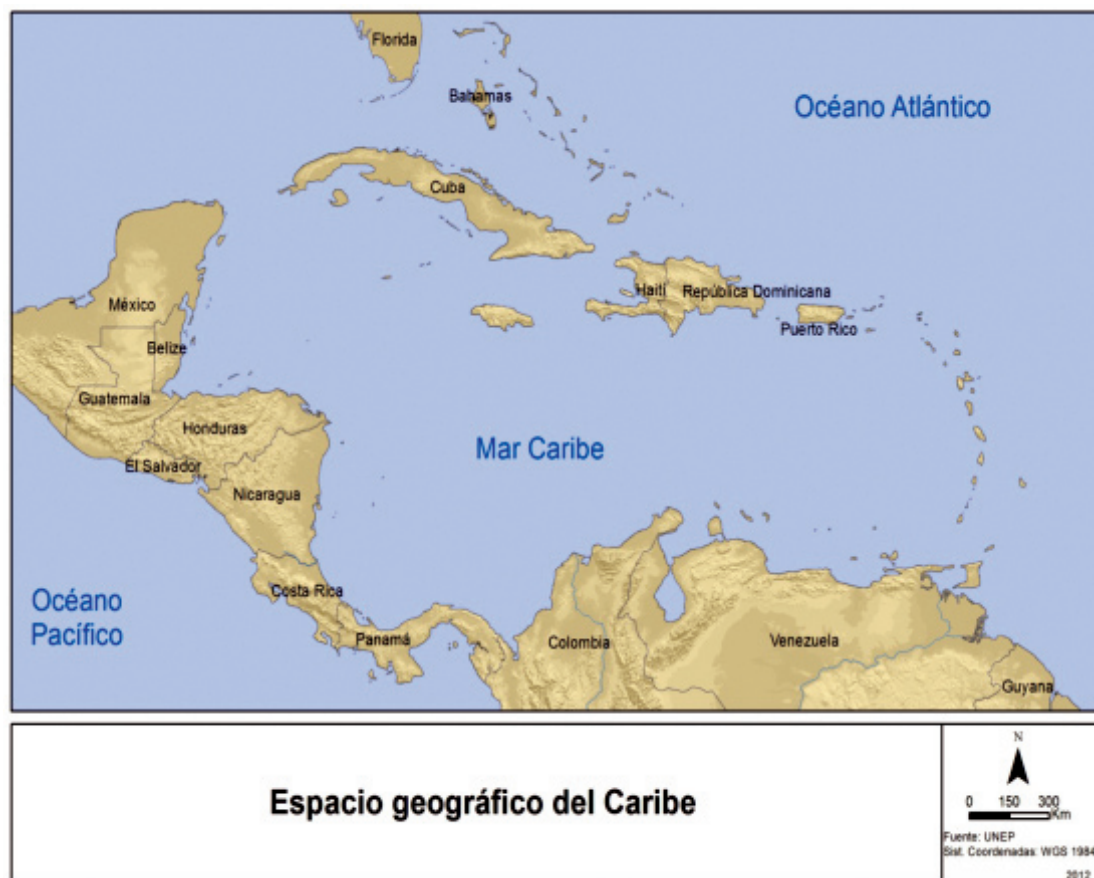 Florida
Bahamas
Océano Atlántico
Cuba
México
Haití
República Dominicana
Puerto Rico
Belize
Guatemala
Honduras
Mar Caribe
El Salvador
Nicaragua
Costa Rica
Océano
Pacífico
Panamá
Colombia
Venezuela
Guyana
Espacio geográfico del Caribe
N
0 150 300
Km
Fuente: UNEP
Sist. Coordenadas: WGS 1984
2012